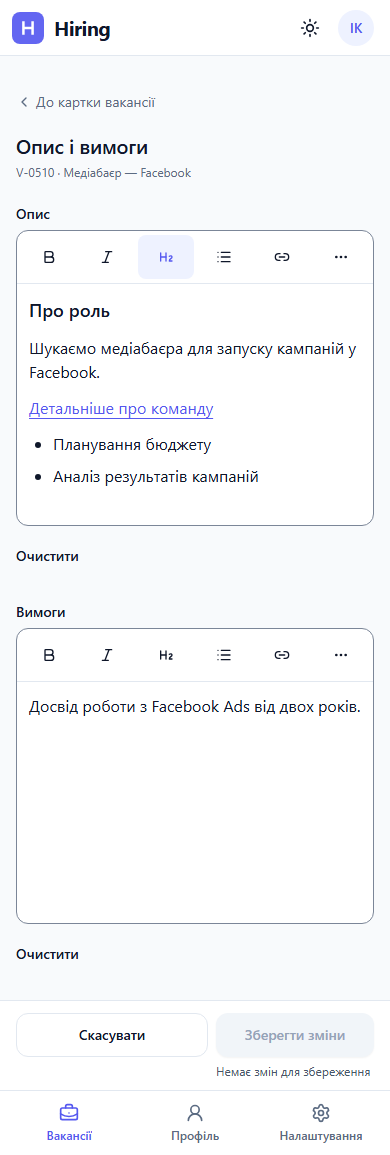 H Hiring ІК
До картки вакансії
Опис і вимоги
V-0510 · Медіабаєр — Facebook
Опис
B I H2
Про роль
Шукаємо медіабаєра для запуску кампаній у
Facebook.
Детальніше про команду
• Планування бюджету
• Аналіз результатів кампаній
Очистити
Вимоги
B I H2
Досвід роботи з Facebook Ads від двох років.
Очистити
Скасувати Зберегти зміни
Немає змін для збереження
Вакансії Профіль Налаштування